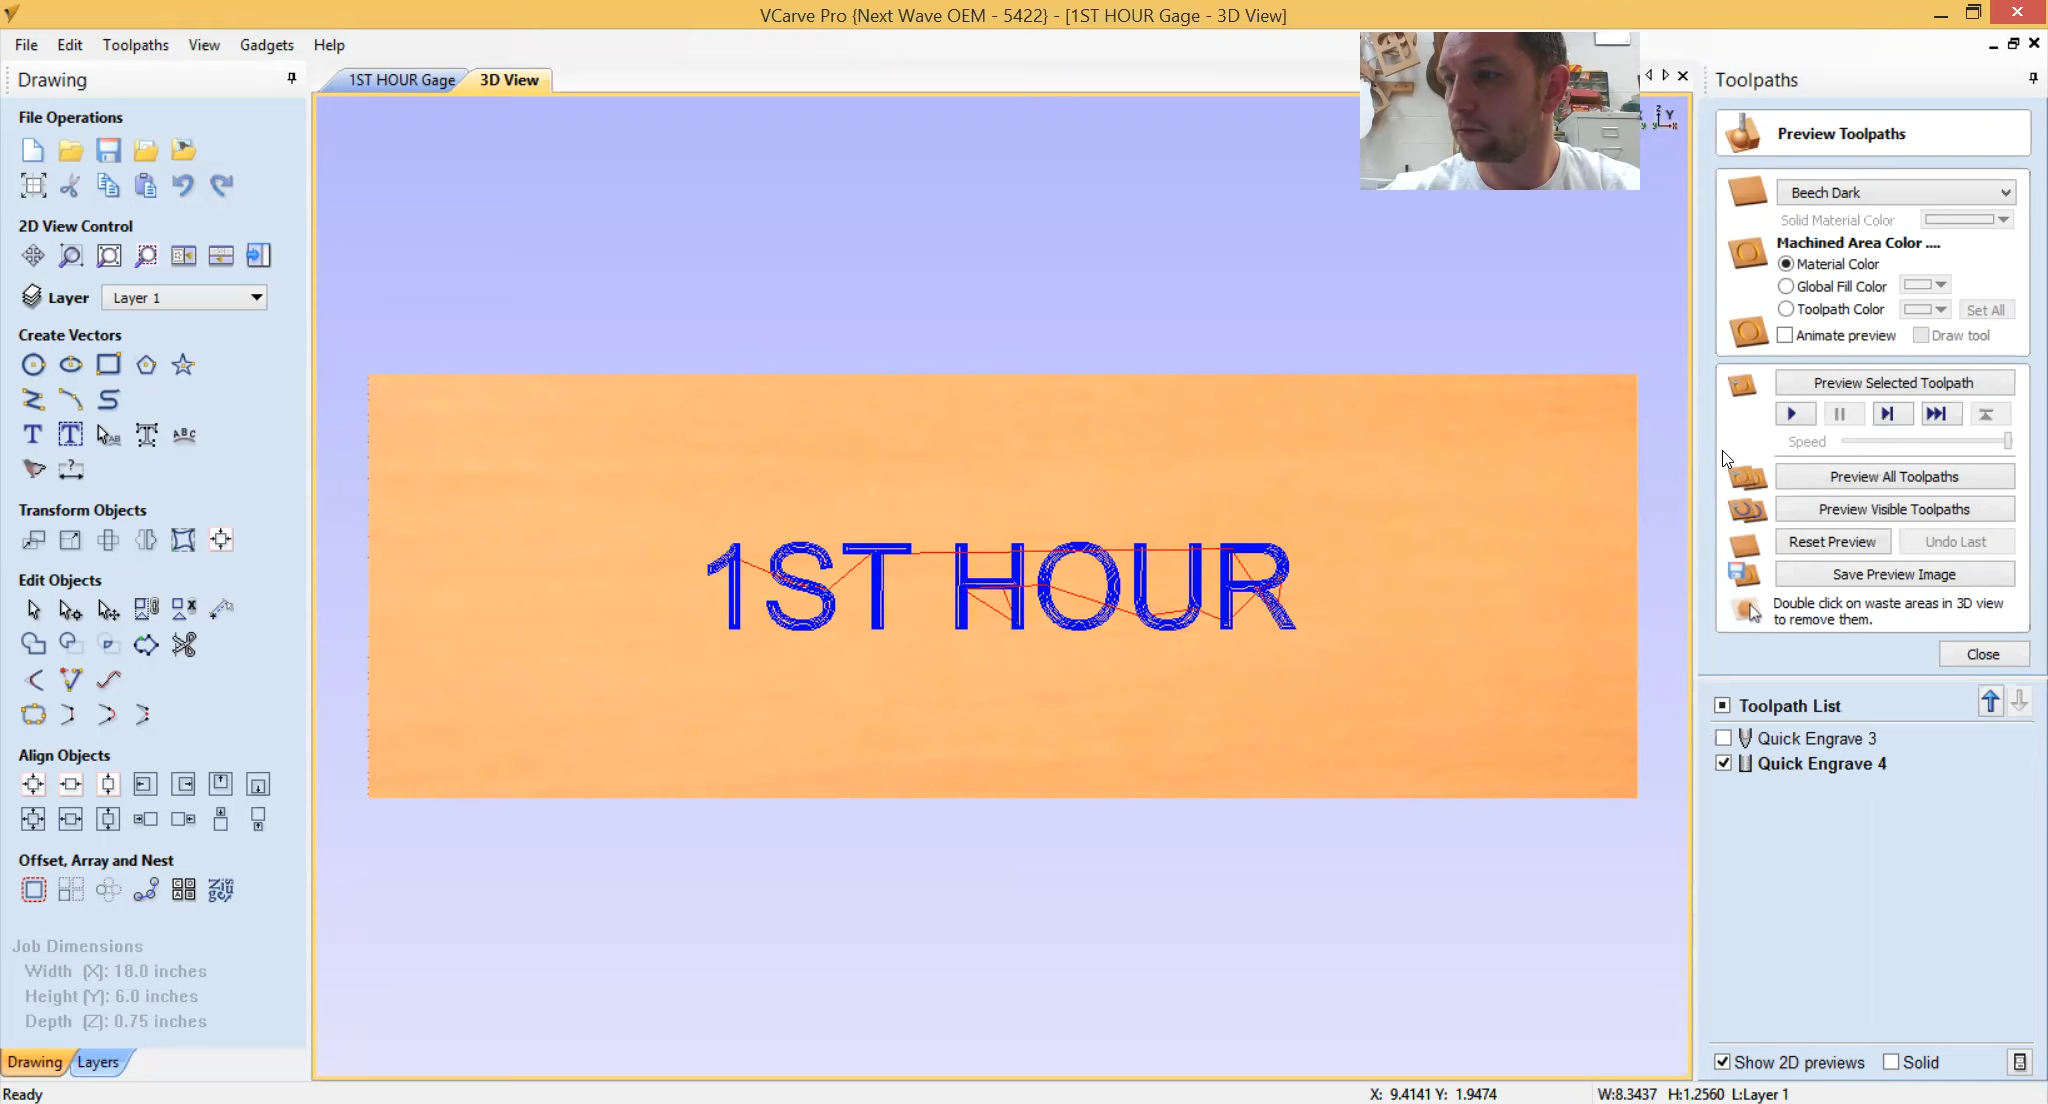 VCarve Pro {Next Wave OEM - 5422} - [1ST HOUR Gage - 3D View]
File Edit Toolpaths View Gadgets Help
Drawing
File Operations
2D View Control
Layer Layer 1
Create Vectors
Transform Objects
Edit Objects
Align Objects
Offset, Array and Nest
Job Dimensions
Width (X): 18.0 inches
Height (Y): 6.0 inches
Depth (Z): 0.75 inches
Drawing Layers
Ready
1ST HOUR Gage 3D View
1ST HOUR
Toolpaths
Preview Toolpaths
Beech Dark
Solid Material Color
Machined Area Color ....
Material Color
Global Fill Color
Toolpath Color Set All
Animate preview Draw tool
Preview Selected Toolpath
Speed
Preview All Toolpaths
Preview Visible Toolpaths
Reset Preview Undo Last
Save Preview Image
Double click on waste areas in 3D view
to remove them.
Close
Toolpath List
Quick Engrave 3
Quick Engrave 4
Show 2D previews Solid
X: 9.4141 Y: 1.9474 W:8.3437 H:1.2560 L:Layer 1